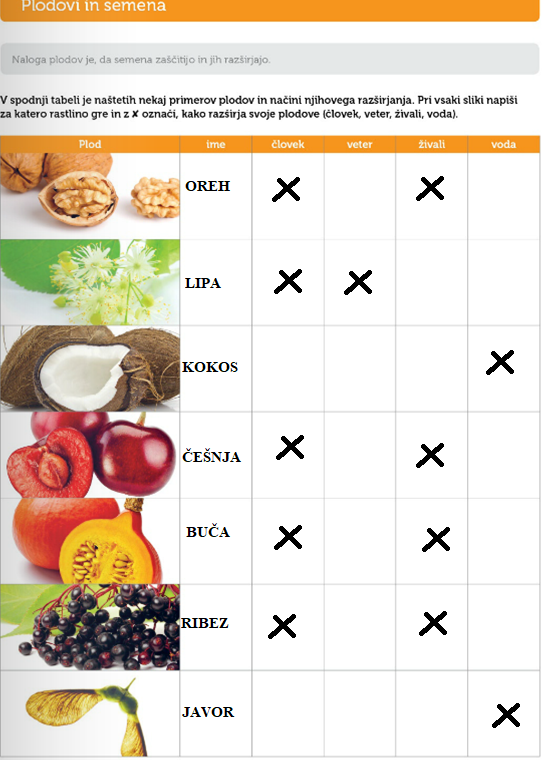 Plodovi in semena
Naloga plodov je, da semena zaščitijo in jih razširjajo.
V spodnji tabeli je naštetih nekaj primerov plodov in načini njihovega razširjanja. Pri vsaki sliki napiši
za katero rastlino gre in z ✘ označi, kako razširja svoje plodove (človek, veter, živali, voda).
Plod ime človek veter živali voda
OREH ✘ ✘
LIPA ✘ ✘
KOKOS ✘
ČEŠNJA ✘ ✘
BUČA ✘ ✘
RIBEZ ✘ ✘
JAVOR ✘